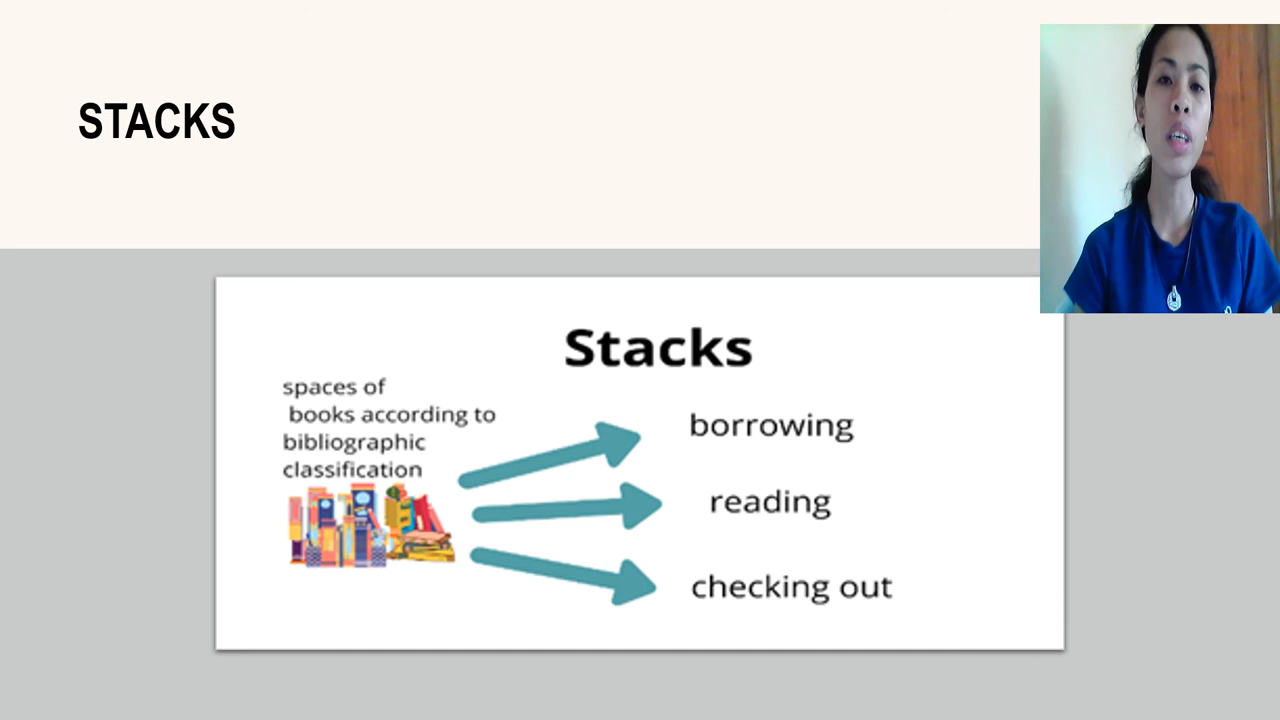 STACKS
Stacks
spaces of
books according to
bibliographic
classification
borrowing
reading
checking out